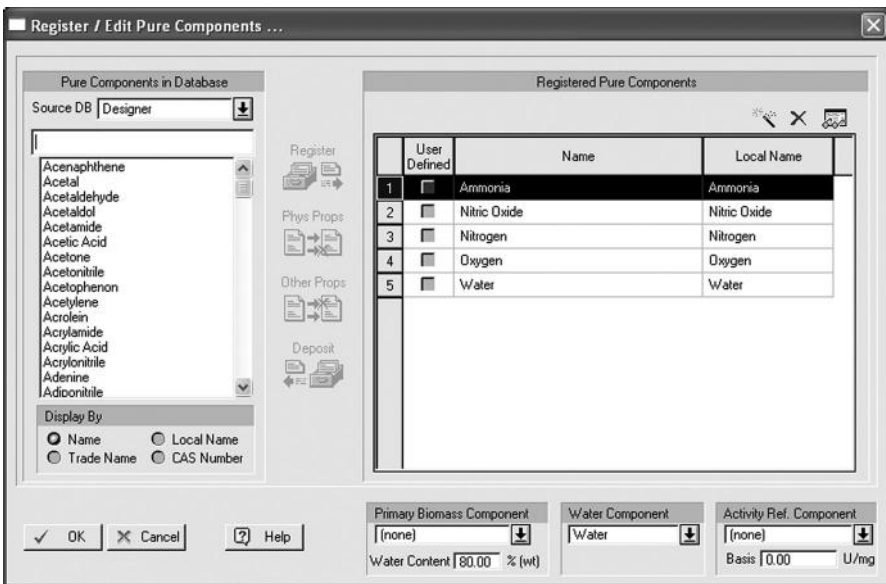 Register / Edit Pure Components ...
Pure Components in Database
Source DB Designer
Acenaphthene
Acetal
Acetaldehyde
Acetaldol
Acetamide
Acetic Acid
Acetone
Acetonitrile
Acetophenon
Acetylene
Acrolein
Acrylamide
Acrylic Acid
Acrylonitrile
Adenine
Adiponitrile
Display By
Name Local Name
Trade Name CAS Number
Register
Phys Props
Other Props
Deposit
Registered Pure Components
User Defined Name Local Name
1 Ammonia Ammonia
2 Nitric Oxide Nitric Oxide
3 Nitrogen Nitrogen
4 Oxygen Oxygen
5 Water Water
OK Cancel Help
Primary Biomass Component
(none)
Water Content 80.00 % (wt)
Water Component
Water
Activity Ref. Component
(none)
Basis 0.00 U/mg